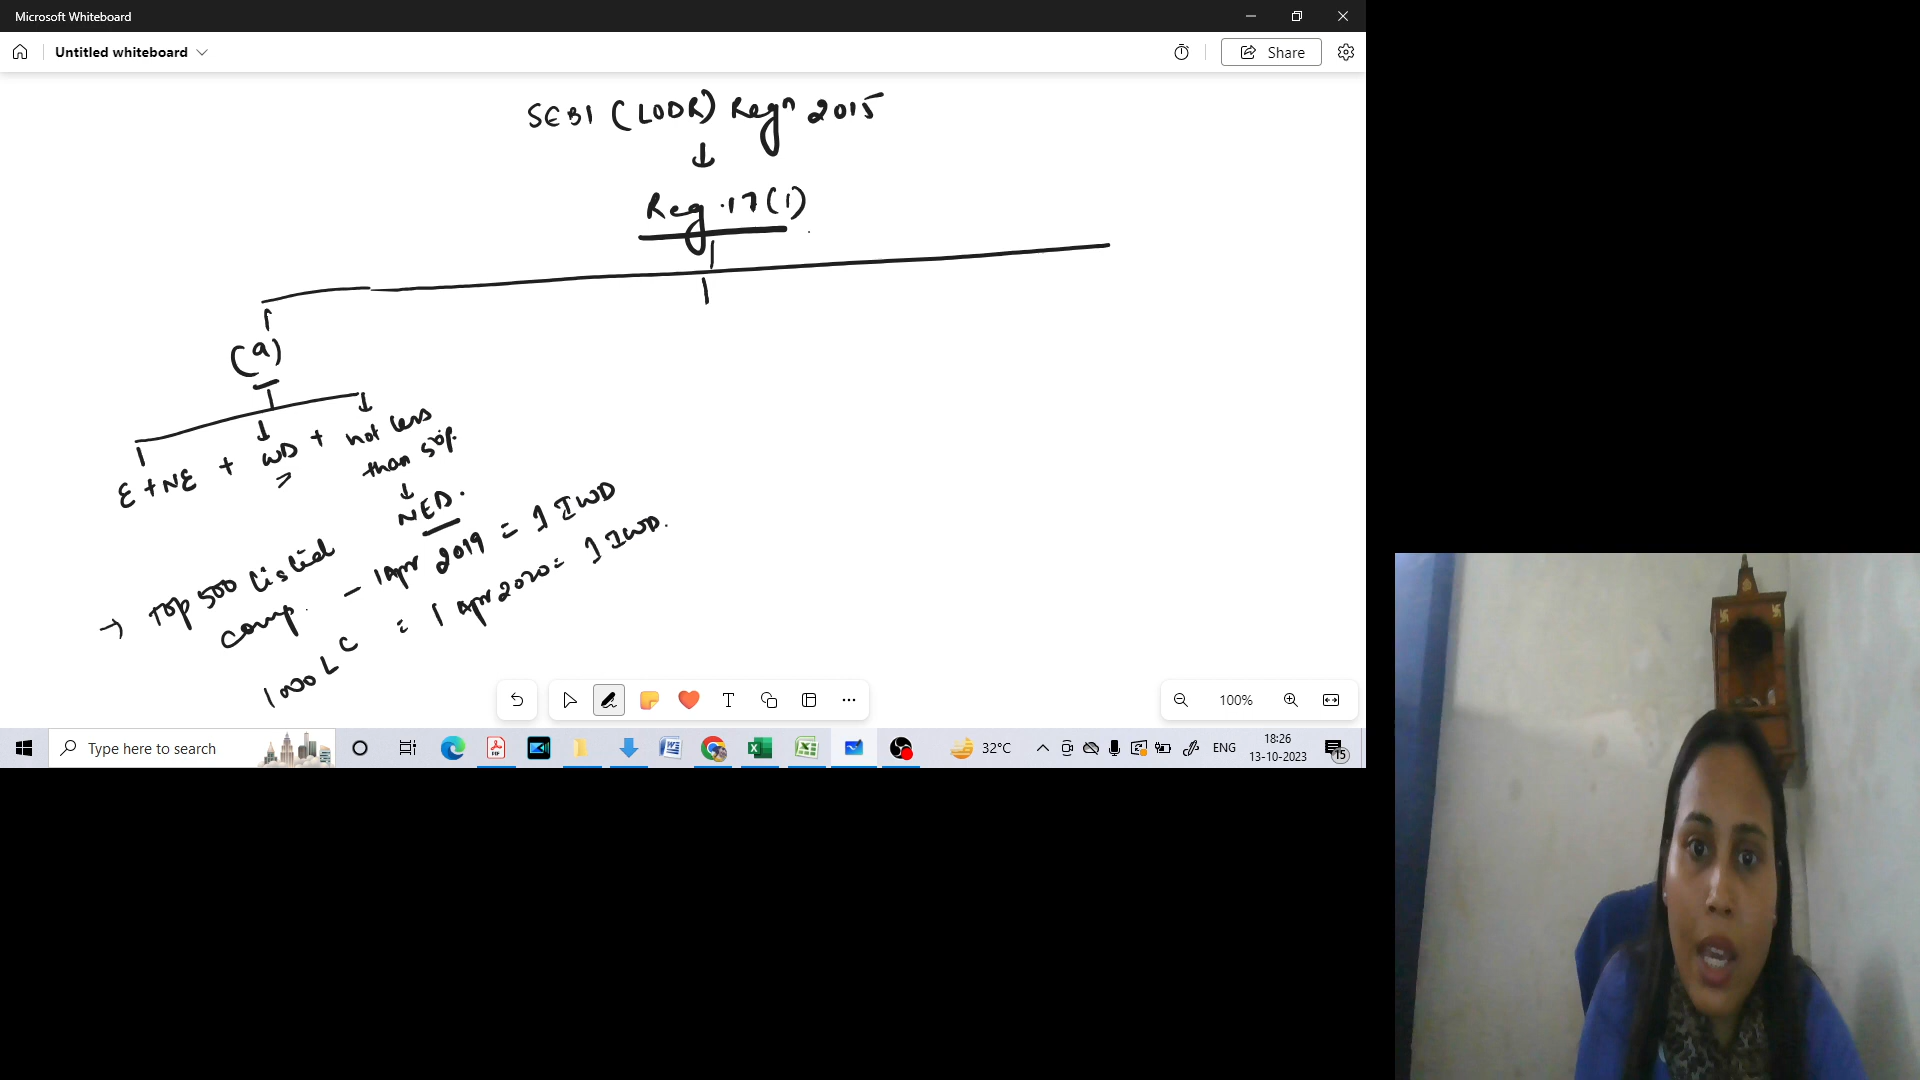 Microsoft Whiteboard
Untitled whiteboard
Share
SEBI (LODR) Regn 2015
Reg. 17(1)
(a)
E + NE + WD + not less
than 50%.
NED.
→ Top 500 listed
comp. - 1 Apr 2019 = 1 IWD
1000 L C = 1 Apr 2020 = 1 IWD.
100%
Type here to search
32°C
ENG
18:26
13-10-2023
15